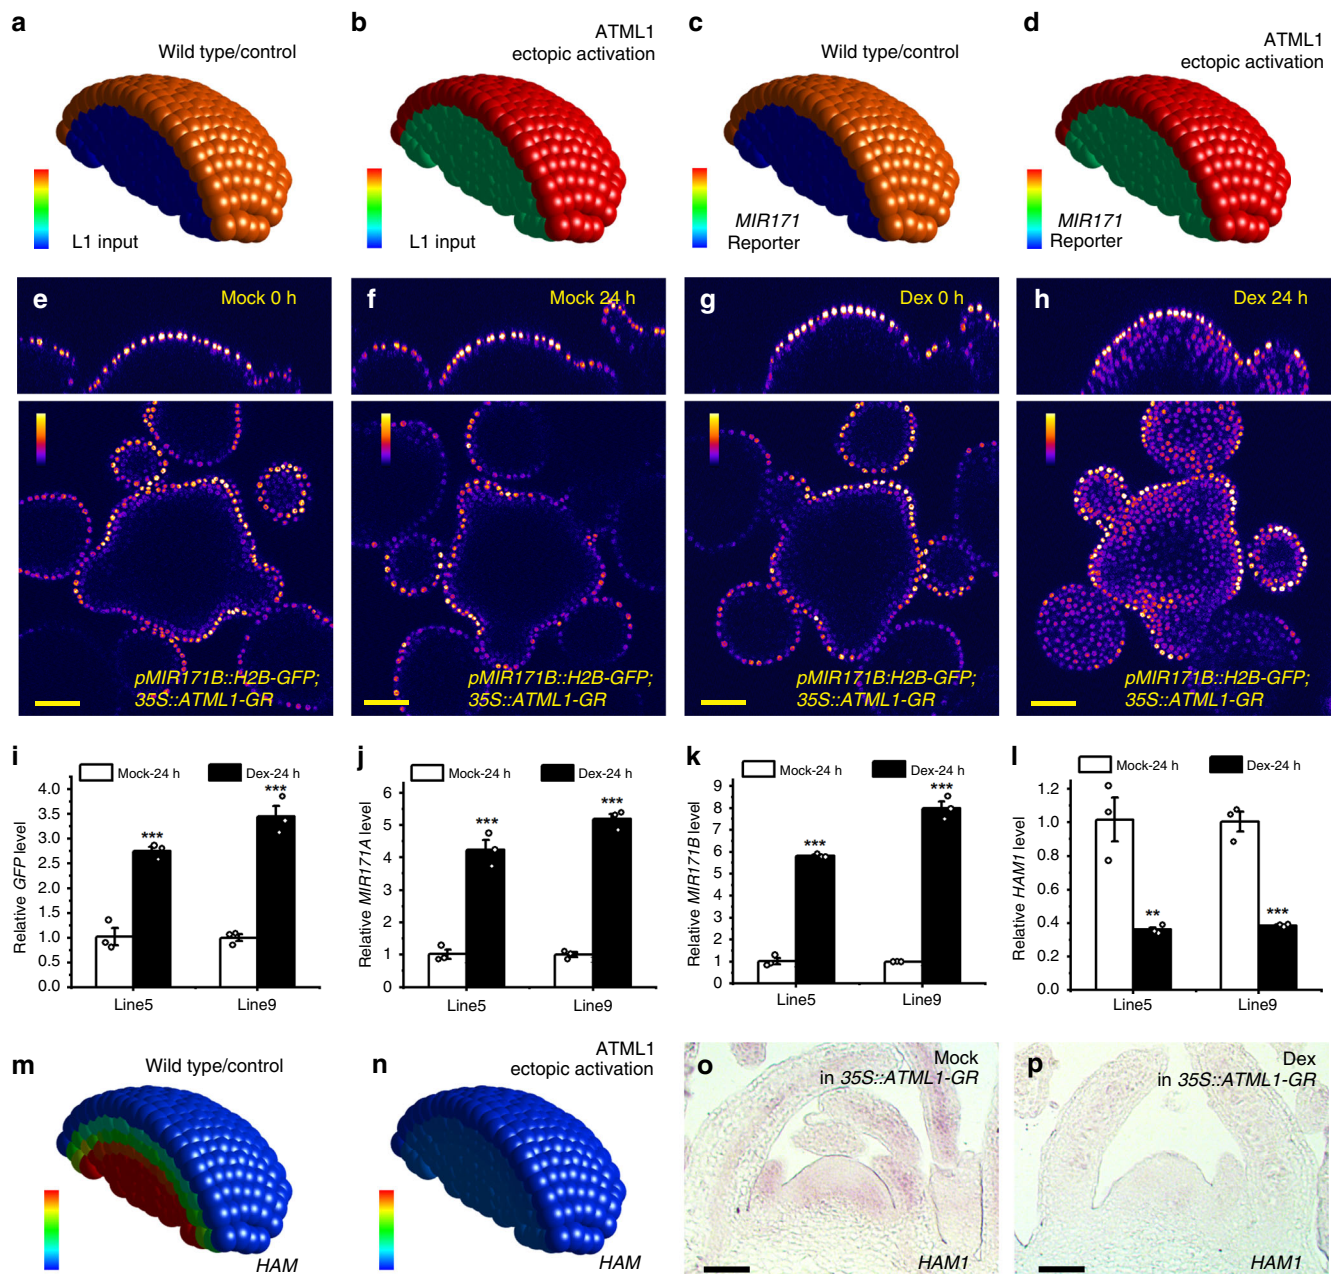 a
Wild type/control
L1 input
b
ATML1
ectopic activation
L1 input
c
Wild type/control
MIR171
Reporter
d
ATML1
ectopic activation
MIR171
Reporter
e
Mock 0 h
pMIR171B::H2B-GFP;
35S::ATML1-GR
f
Mock 24 h
pMIR171B::H2B-GFP;
35S::ATML1-GR
g
Dex 0 h
pMIR171B:H2B-GFP;
35S::ATML1-GR
h
Dex 24 h
pMIR171B::H2B-GFP;
35S::ATML1-GR
i
Mock-24 h
Dex-24 h
Relative GFP level
4.0
3.5
3.0
2.5
2.0
1.5
1.0
0.5
0.0
***
***
Line5
Line9
j
Mock-24 h
Dex-24 h
Relative MIR171A level
6
5
4
3
2
1
0
***
***
Line5
Line9
k
Mock-24 h
Dex-24 h
Relative MIR171B level
8
7
6
5
4
3
2
1
0
***
***
Line5
Line9
l
Mock-24 h
Dex-24 h
Relative HAM1 level
1.2
1.0
0.8
0.6
0.4
0.2
0.0
**
***
Line5
Line9
m
Wild type/control
HAM
n
ATML1
ectopic activation
HAM
o
Mock
in 35S::ATML1-GR
HAM1
p
Dex
in 35S::ATML1-GR
HAM1